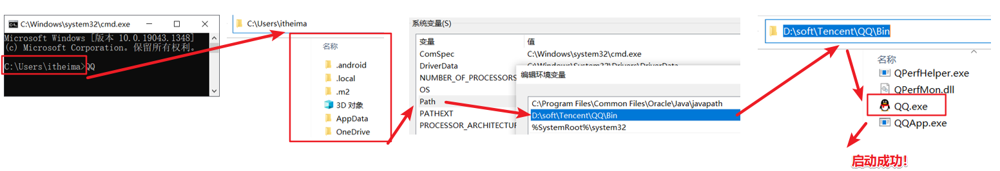 C:\Windows\system32\cmd.exe
Microsoft Windows [版本 10.0.19043.1348]
(c) Microsoft Corporation。保留所有权利。
C:\Users\itheima>QQ
C:\Users\itheima
名称
.android
.local
.m2
3D 对象
AppData
OneDrive
系统变量(S)
变量 值
ComSpec C:\Windows\system32\cmd.exe
DriverData C:\Windows\System32\Drivers\DriverData
NUMBER_OF_PROCESSORS
OS
Path
PATHEXT
PROCESSOR_ARCHITECTUR
编辑环境变量
C:\Program Files\Common Files\Oracle\Java\javapath
D:\soft\Tencent\QQ\Bin
%SystemRoot%\system32
D:\soft\Tencent\QQ\Bin
名称
QPerfHelper.exe
QPerfMon.dll
QQ.exe
QQApp.exe
启动成功!